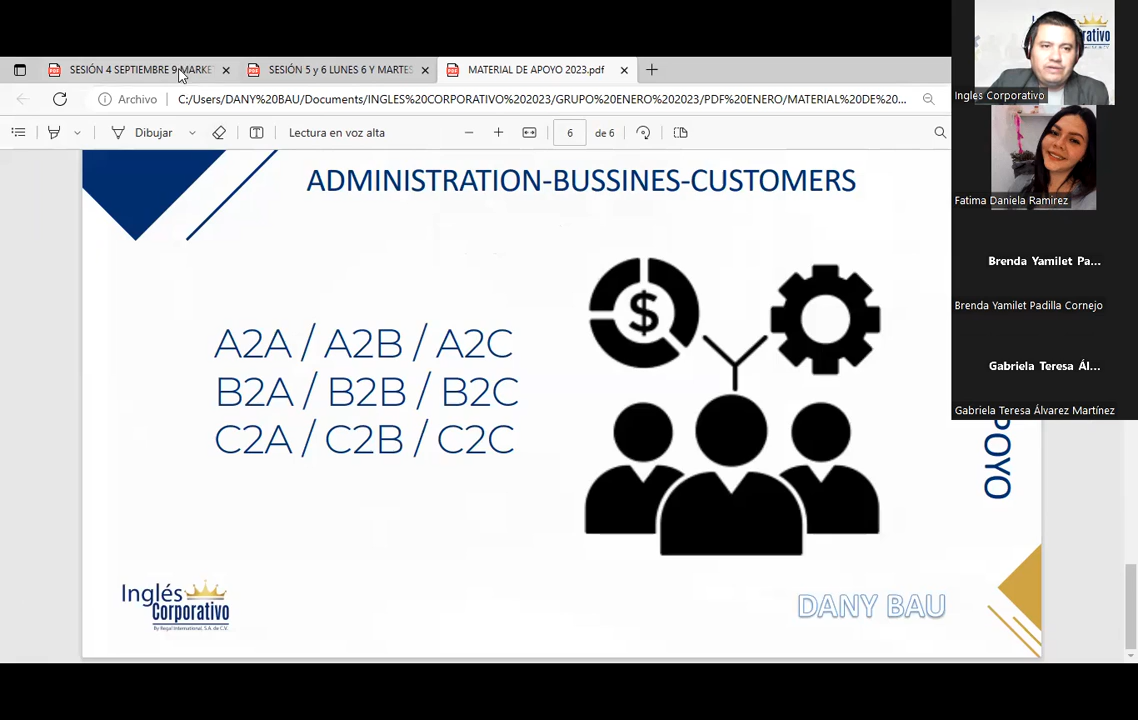 SESIÓN 4 SEPTIEMBRE 9 MARKE
SESIÓN 5 y 6 LUNES 6 Y MARTES
MATERIAL DE APOYO 2023.pdf
Archivo
C:/Users/DANY%20BAU/Documents/INGLES%20CORPORATIVO%202023/GRUPO%20ENERO%202023/PDF%20ENERO/MATERIAL%20DE%20...
Dibujar
Lectura en voz alta
6
de 6
ADMINISTRATION-BUSSINES-CUSTOMERS
A2A / A2B / A2C
B2A / B2B / B2C
C2A / C2B / C2C
$
POYO
Inglés
Corporativo
By Regal International, S.A. de C.V.
DANY BAU
Ingles Corporativo
Fatima Daniela Ramirez
Brenda Yamilet Pa...
Brenda Yamilet Padilla Cornejo
Gabriela Teresa Ál...
Gabriela Teresa Álvarez Martínez